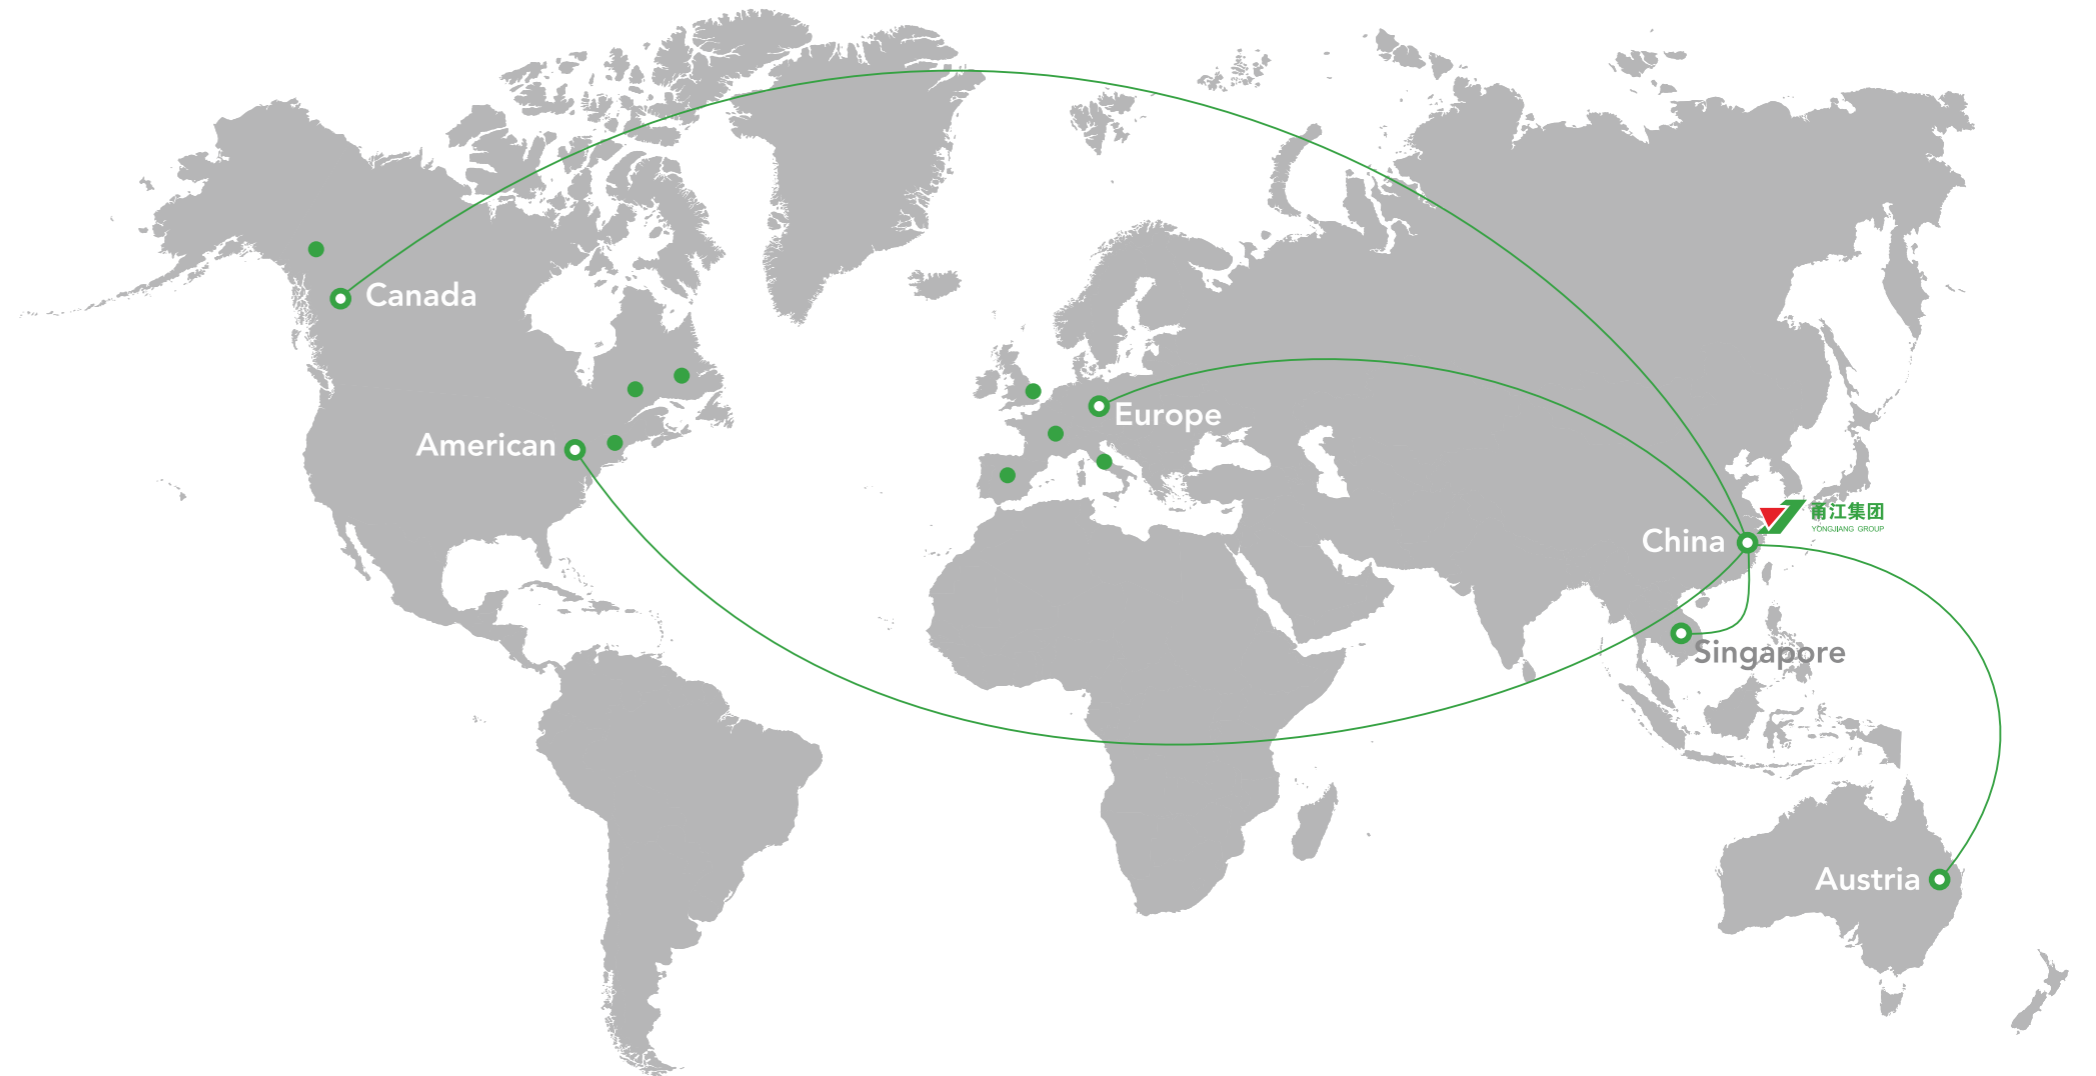 Canada
American
Europe
甬江集团
YONGJIANG GROUP
China
Singapore
Austria